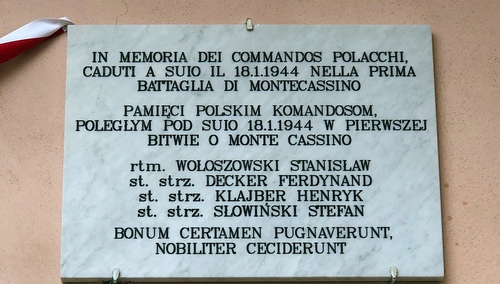 IN MEMORIA DEI COMMANDOS POLACCHI,
CADUTI A SUIO IL 18.1.1944 NELLA PRIMA
BATTAGLIA DI MONTECASSINO
PAMIĘCI POLSKIM KOMANDOSOM,
POLEGŁYM POD SUIO 18.1.1944 W PIERWSZEJ
BITWIE O MONTE CASSINO
rtm. WOŁOSZOWSKI STANISŁAW
st. strz. DECKER FERDYNAND
st. strz. KLAJBER HENRYK
st. strz. SŁOWIŃSKI STEFAN
BONUM CERTAMEN PUGNAVERUNT,
NOBILITER CECIDERUNT